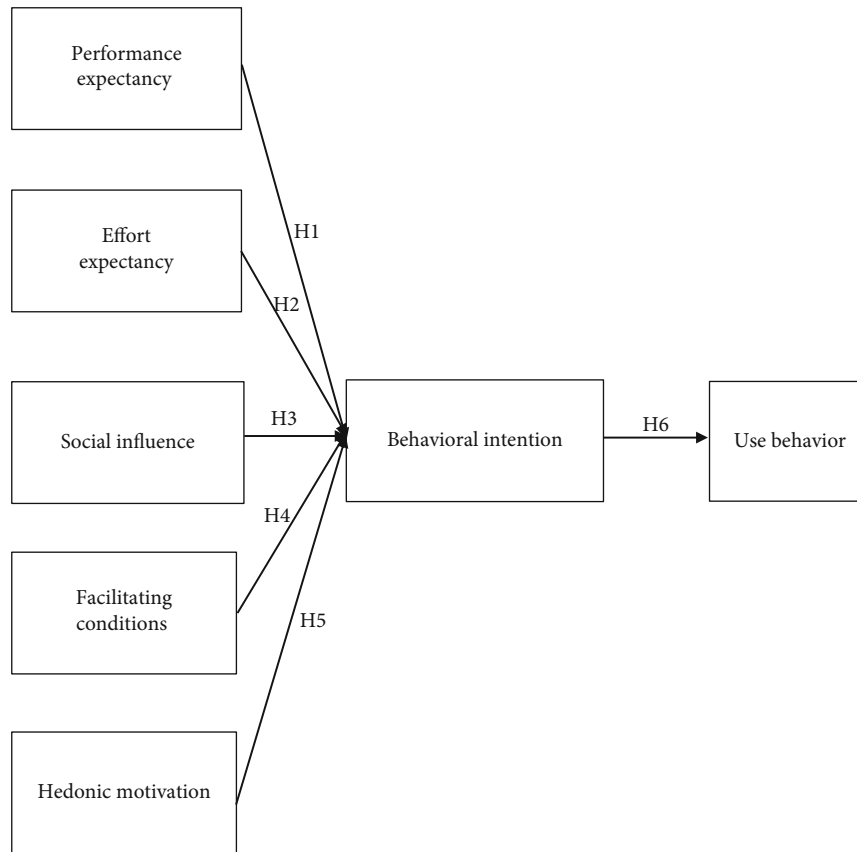 Performance
expectancy
H1
Effort
expectancy
H2
Social influence
H3
Behavioral intention
H6
Use behavior
H4
Facilitating
conditions
H5
Hedonic motivation